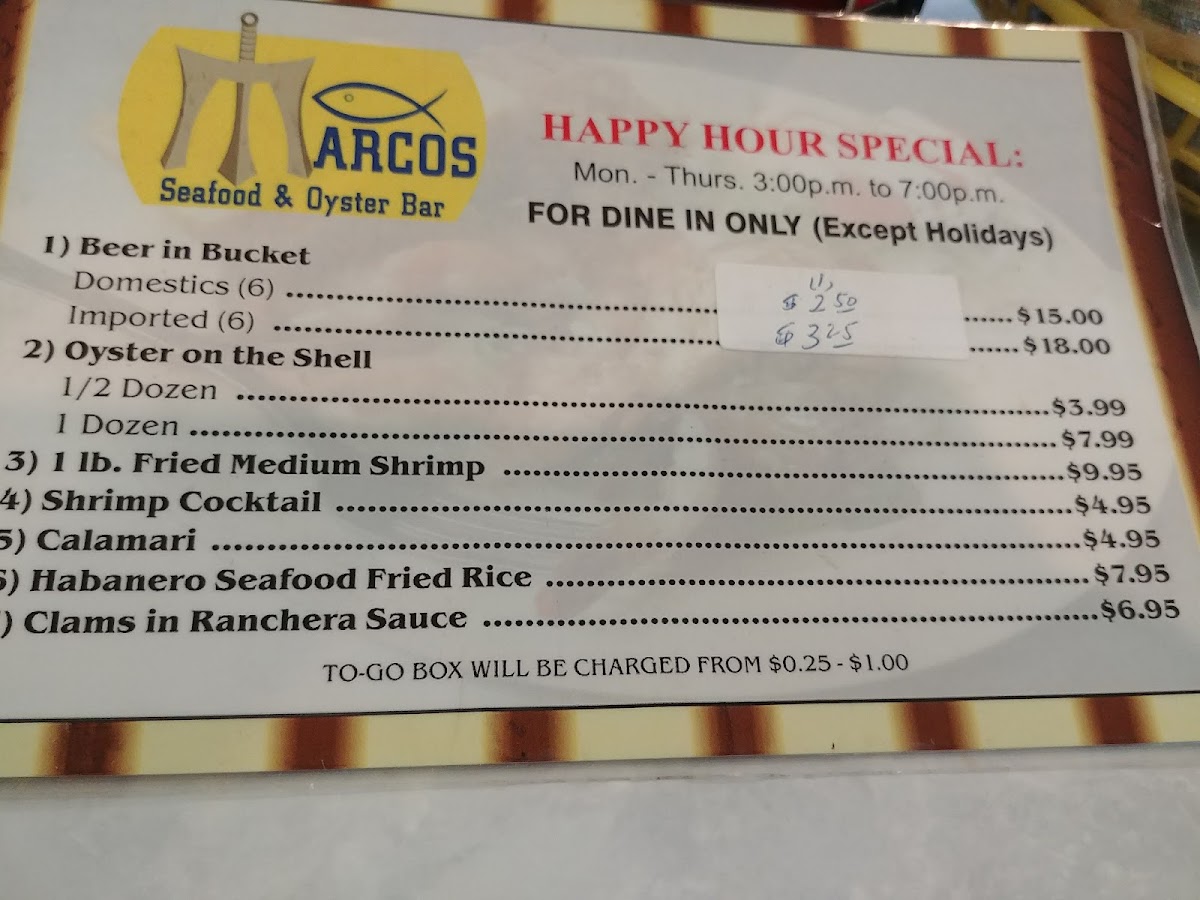 MARCOS
Seafood & Oyster Bar
HAPPY HOUR SPECIAL:
Mon. - Thurs. 3:00p.m. to 7:00p.m.
FOR DINE IN ONLY (Except Holidays)
1) Beer in Bucket
Domestics (6) ........ $2.50 ......$15.00
Imported (6) ........ $3.25 ......$18.00
2) Oyster on the Shell
1/2 Dozen ........$3.99
1 Dozen ........$7.99
3) 1 lb. Fried Medium Shrimp ........$9.95
4) Shrimp Cocktail ........$4.95
5) Calamari ........$4.95
6) Habanero Seafood Fried Rice ........$7.95
) Clams in Ranchera Sauce ........$6.95
TO-GO BOX WILL BE CHARGED FROM $0.25 - $1.00